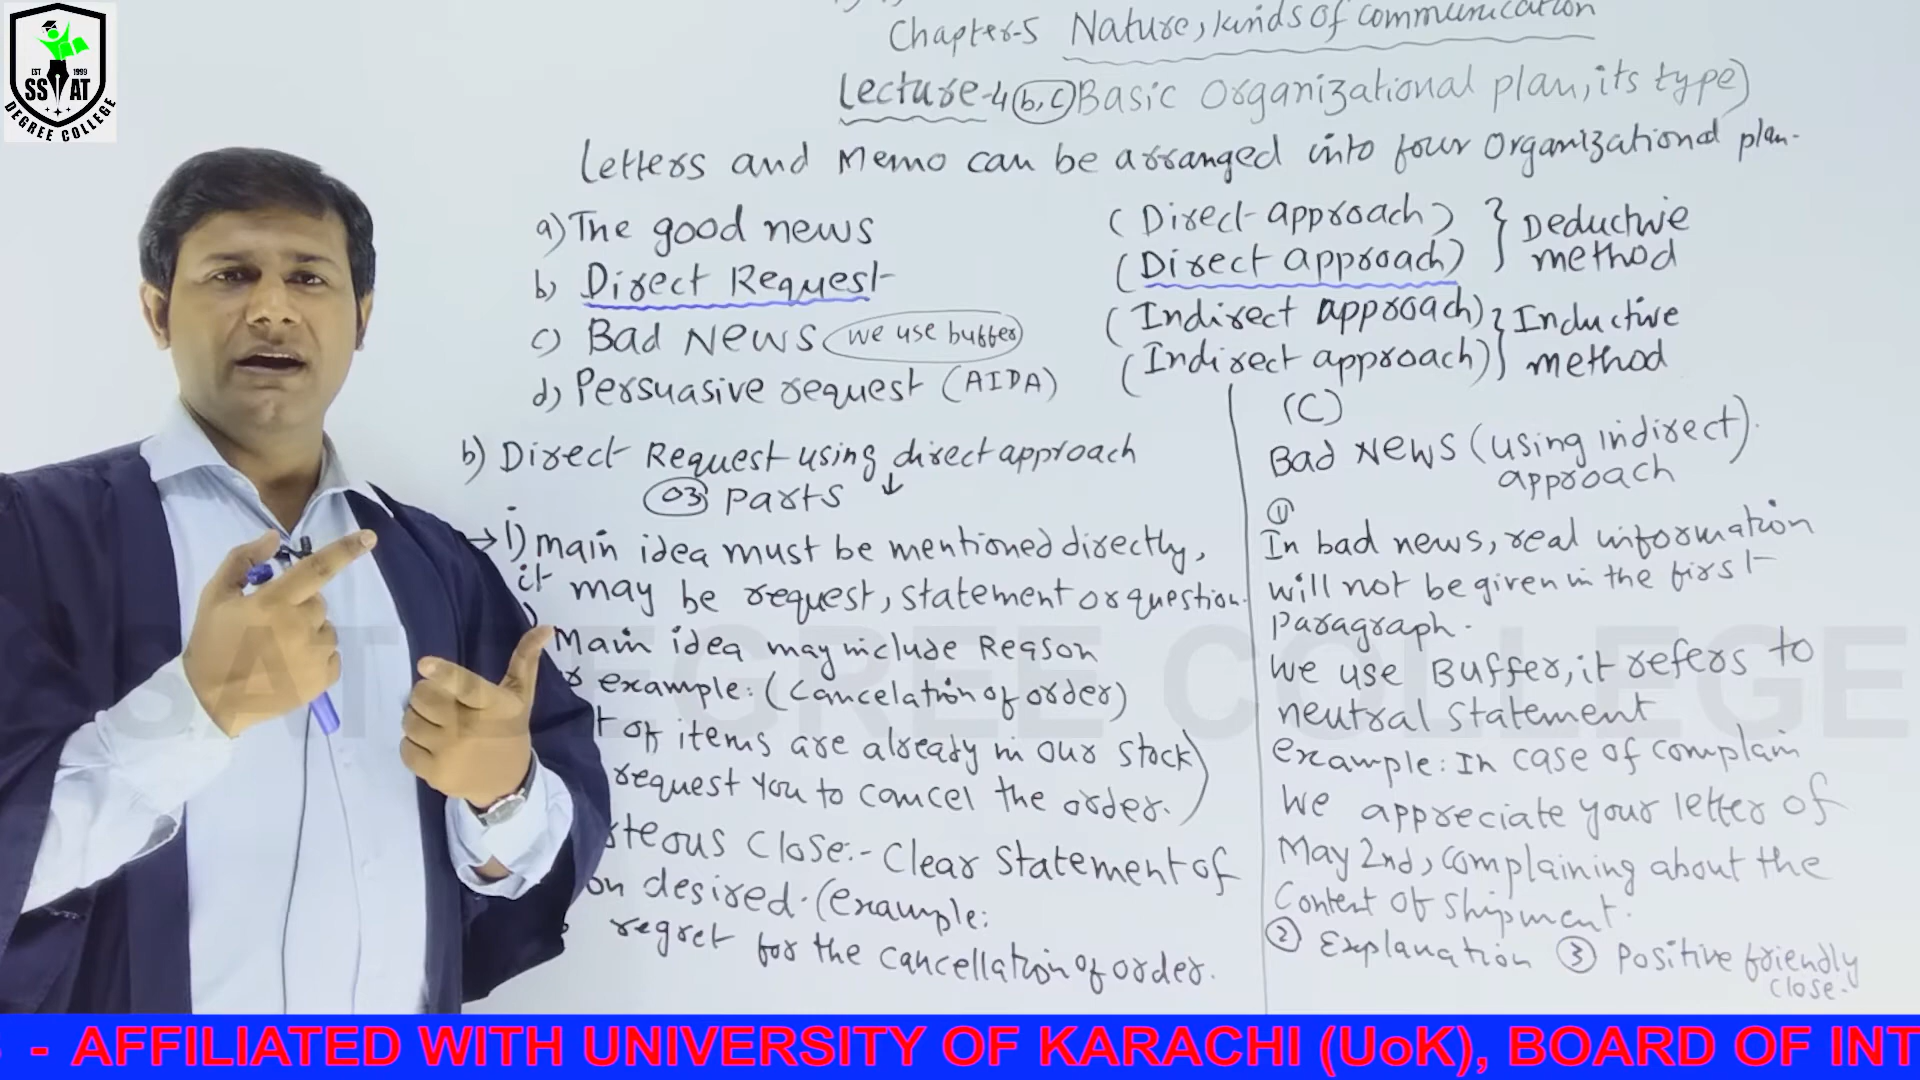 EST 1999
SSAT
DEGREE COLLEGE
Chapter-5 Nature, kinds of communication
Lecture-4 (b, c) Basic Organizational plan, its type)
Letters and Memo can be arranged into four organizational plan.
a) The good news (Direct approach) } Deductive
b) Direct Request (Direct approach) method
c) Bad News (we use buffer) (Indirect approach) } Inductive
d) Persuasive request (AIDA) (Indirect approach) method
b) Direct Request using direct approach
03 parts ↓
→ i) main idea must be mentioned directly,
it may be request, statement or question.
Main idea may include Reason
example: (Cancelation of order)
of items are already in our stock
request you to cancel the order.)
Close:- Clear statement of
desired. (example:
regret for the cancellation of order.
(C)
Bad News (using indirect)
approach
①
In bad news, real information
will not be given in the first
paragraph.
We use Buffer, it refers to
neutral statement
example: In case of complain
We appreciate your letter of
May 2nd, complaining about the
Content of Shipment.
② Explanation ③ Positive friendly
close.
SSAT DEGREE COLLEGE
- AFFILIATED WITH UNIVERSITY OF KARACHI (UoK), BOARD OF INT